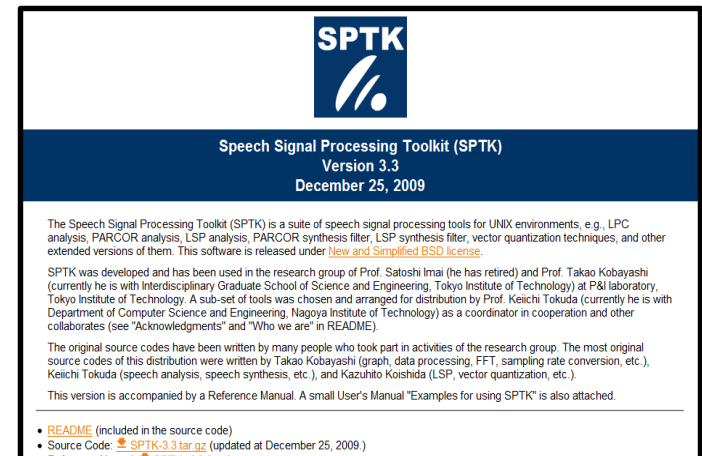 SPTK
Speech Signal Processing Toolkit (SPTK)
Version 3.3
December 25, 2009
The Speech Signal Processing Toolkit (SPTK) is a suite of speech signal processing tools for UNIX environments, e.g., LPC
analysis, PARCOR analysis, LSP analysis, PARCOR synthesis filter, LSP synthesis filter, vector quantization techniques, and other
extended versions of them. This software is released under New and Simplified BSD license.
SPTK was developed and has been used in the research group of Prof. Satoshi Imai (he has retired) and Prof. Takao Kobayashi
(currently he is with Interdisciplinary Graduate School of Science and Engineering, Tokyo Institute of Technology) at P&I laboratory,
Tokyo Institute of Technology. A sub-set of tools was chosen and arranged for distribution by Prof. Keiichi Tokuda (currently he is with
Department of Computer Science and Engineering, Nagoya Institute of Technology) as a coordinator in cooperation and other
collaborates (see "Acknowledgments" and "Who we are" in README).
The original source codes have been written by many people who took part in activities of the research group. The most original
source codes of this distribution were written by Takao Kobayashi (graph, data processing, FFT, sampling rate conversion, etc.),
Keiichi Tokuda (speech analysis, speech synthesis, etc.), and Kazuhito Koishida (LSP, vector quantization, etc.).
This version is accompanied by a Reference Manual. A small User's Manual "Examples for using SPTK" is also attached.
• README (included in the source code)
• Source Code: SPTK-3.3.tar.gz (updated at December 25, 2009.)